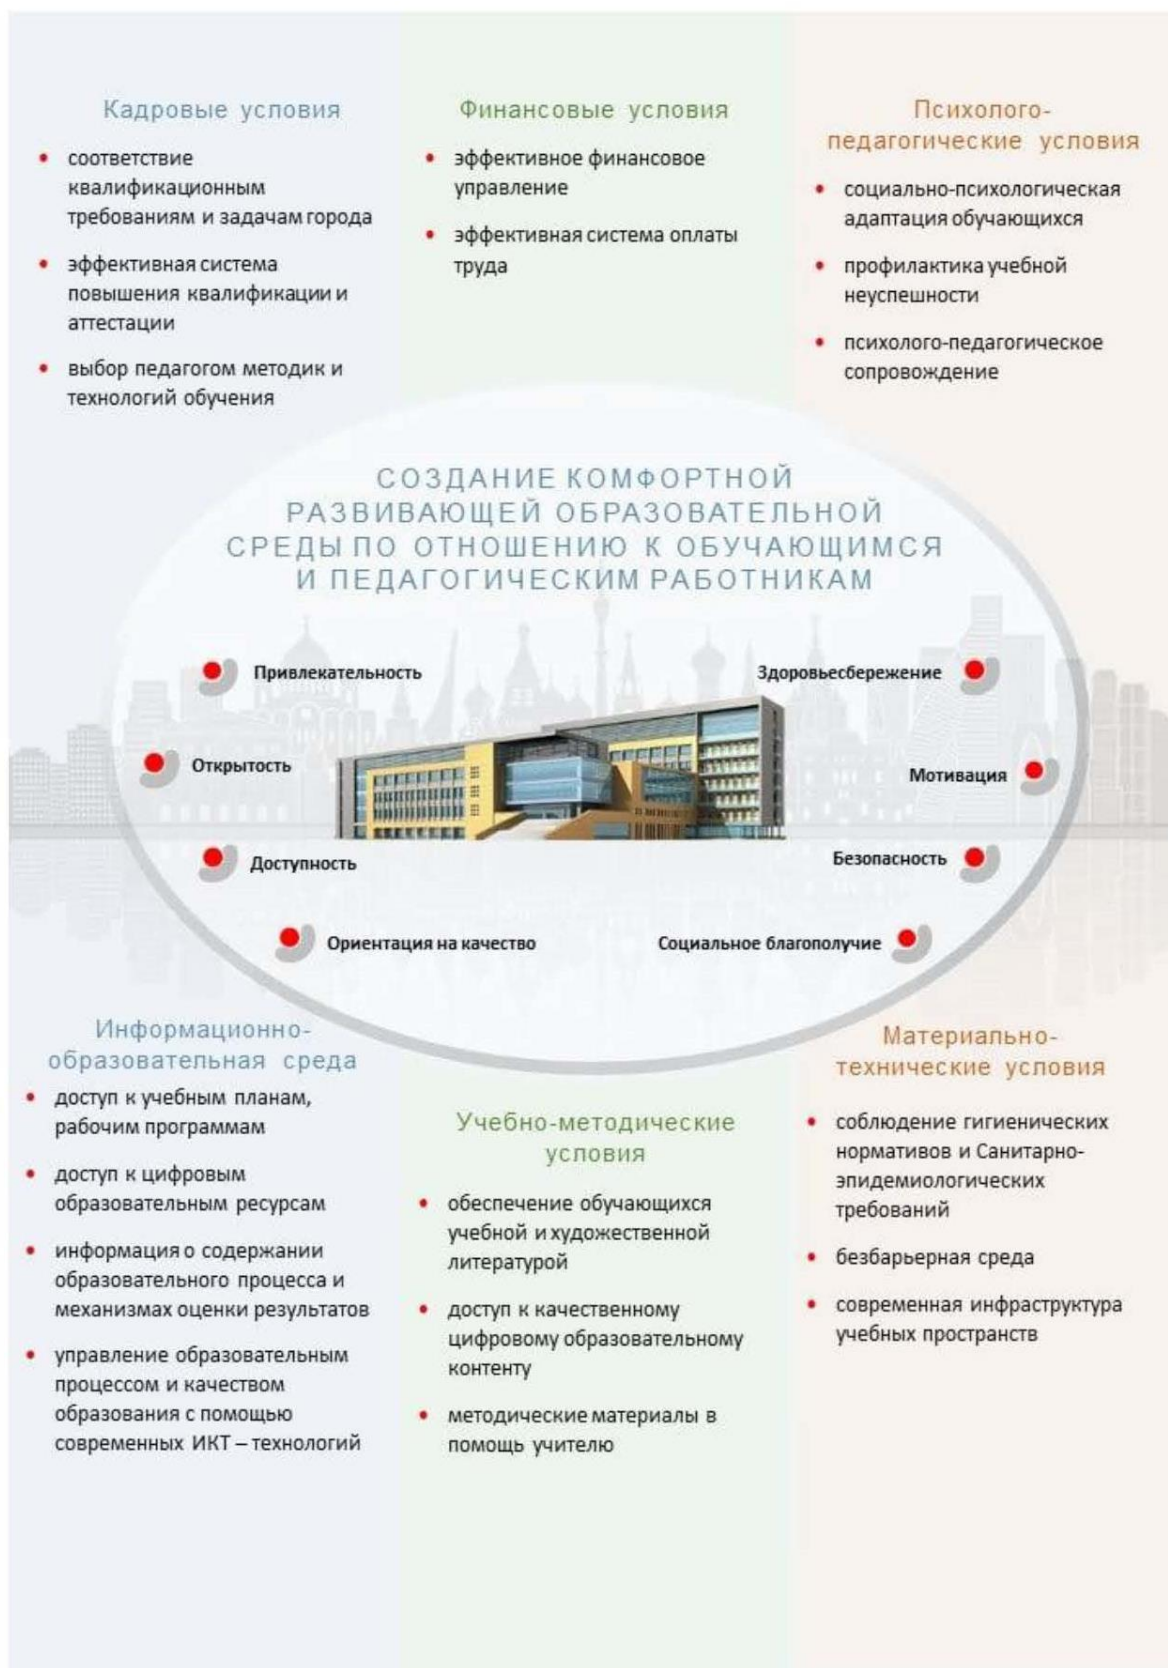 Кадровые условия
соответствие
квалификационным
требованиям и задачам города
эффективная система
повышения квалификации и
аттестации
выбор педагогом методик и
технологий обучения
Финансовые условия
эффективное финансовое
управление
эффективная система оплаты
труда
Психолого-
педагогические условия
социально-психологическая
адаптация обучающихся
профилактика учебной
неуспешности
психолого-педагогическое
сопровождение
СОЗДАНИЕ КОМФОРТНОЙ
РАЗВИВАЮЩЕЙ ОБРАЗОВАТЕЛЬНОЙ
СРЕДЫ ПО ОТНОШЕНИЮ К ОБУЧАЮЩИМСЯ
И ПЕДАГОГИЧЕСКИМ РАБОТНИКАМ
Привлекательность
Открытость
Доступность
Ориентация на качество
Здоровьесбережение
Мотивация
Безопасность
Социальное благополучие
Информационно-
образовательная среда
доступ к учебным планам,
рабочим программам
доступ к цифровым
образовательным ресурсам
информация о содержании
образовательного процесса и
механизмах оценки результатов
управление образовательным
процессом и качеством
образования с помощью
современных ИКТ – технологий
Учебно-методические
условия
обеспечение обучающихся
учебной и художественной
литературой
доступ к качественному
цифровому образовательному
контенту
методические материалы в
помощь учителю
Материально-
технические условия
соблюдение гигиенических
нормативов и Санитарно-
эпидемиологических
требований
безбарьерная среда
современная инфраструктура
учебных пространств